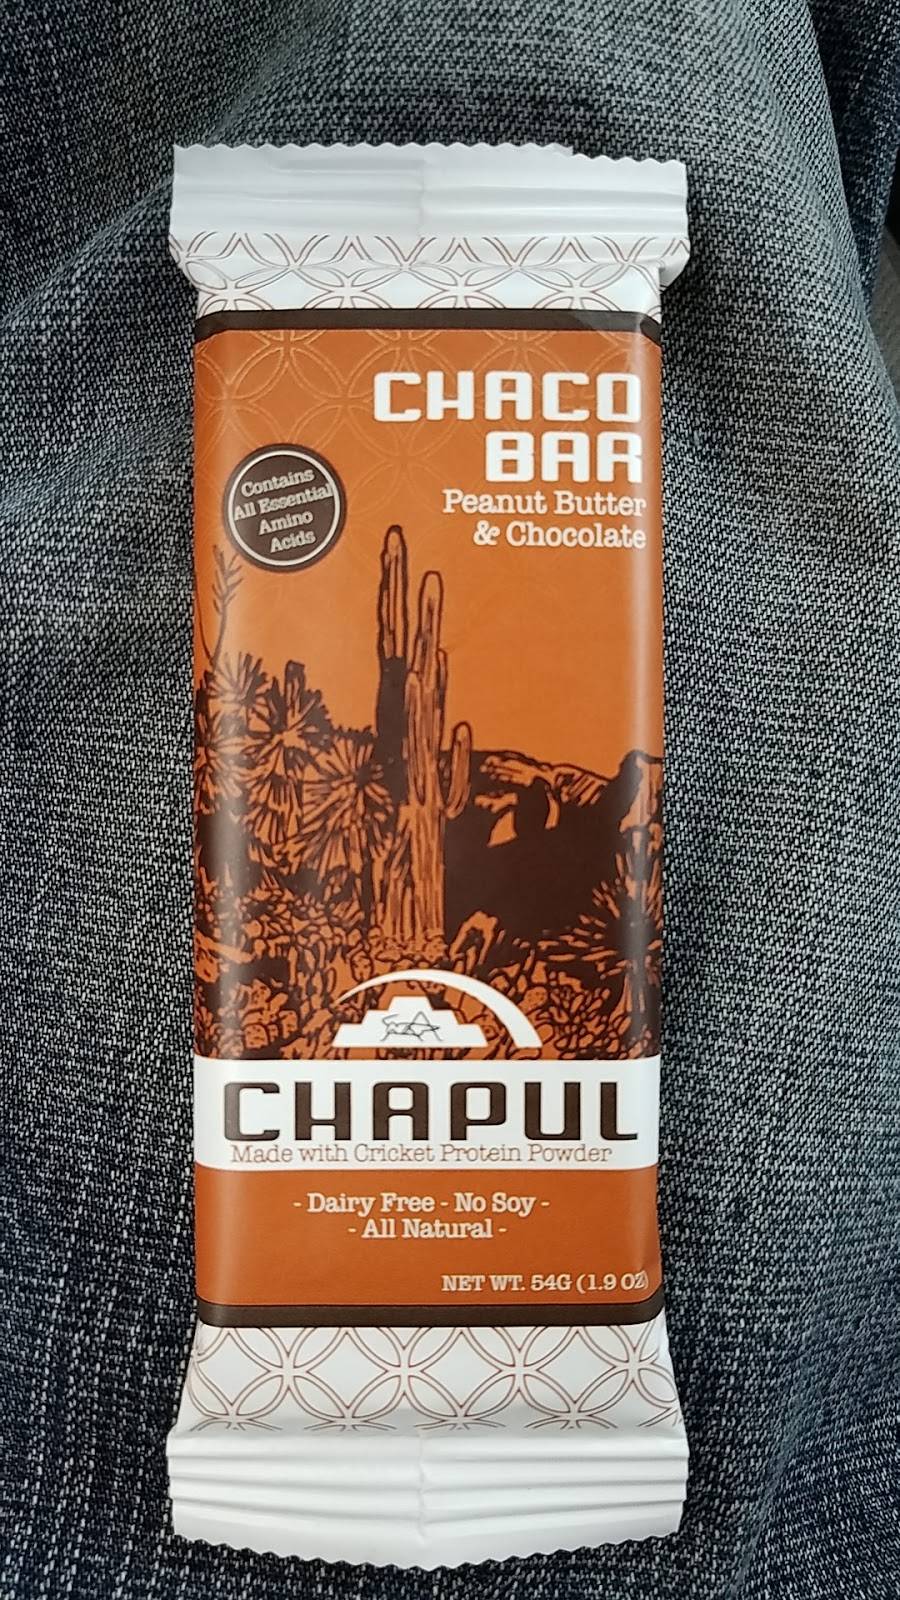 CHACO
BAR
Peanut Butter
& Chocolate
Contains
All Essential
Amino
Acids
CHAPUL
Made with Cricket Protein Powder
- Dairy Free - No Soy -
- All Natural -
NET WT. 54G (1.9 OZ)